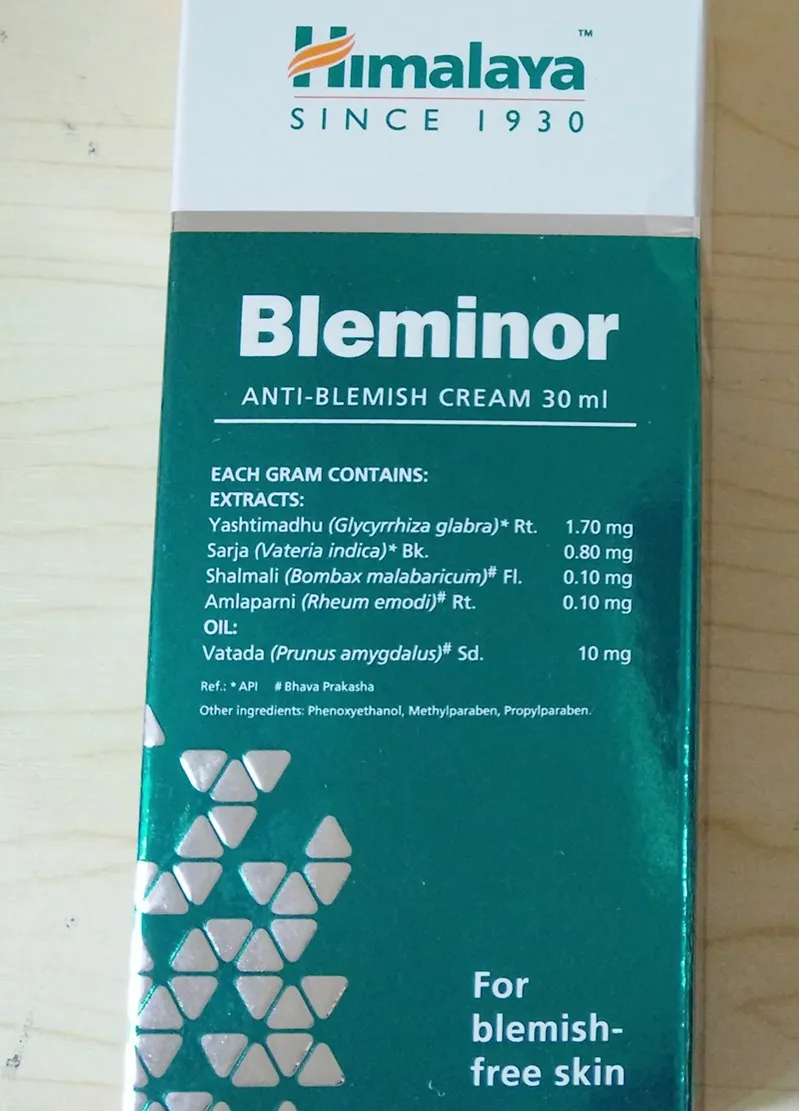 Himalaya™
SINCE 1930
Bleminor
ANTI-BLEMISH CREAM 30 ml
EACH GRAM CONTAINS:
EXTRACTS:
Yashtimadhu (Glycyrrhiza glabra)* Rt. 1.70 mg
Sarja (Vateria indica)* Bk. 0.80 mg
Shalmali (Bombax malabaricum)# Fl. 0.10 mg
Amlaparni (Rheum emodi)# Rt. 0.10 mg
OIL:
Vatada (Prunus amygdalus)# Sd. 10 mg
Ref.: * API # Bhava Prakasha
Other ingredients: Phenoxyethanol, Methylparaben, Propylparaben.
For
blemish-
free skin